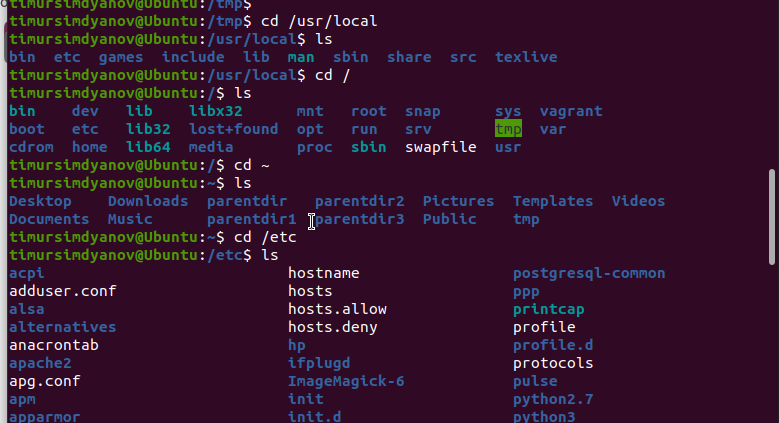 timursimdyanov@Ubuntu:/tmp$
timursimdyanov@Ubuntu:/tmp$ cd /usr/local
timursimdyanov@Ubuntu:/usr/local$ ls
bin etc games include lib man sbin share src texlive
timursimdyanov@Ubuntu:/usr/local$ cd /
timursimdyanov@Ubuntu:/$ ls
bin dev lib libx32 mnt root snap sys vagrant
boot etc lib32 lost+found opt run srv tmp var
cdrom home lib64 media proc sbin swapfile usr
timursimdyanov@Ubuntu:/$ cd ~
timursimdyanov@Ubuntu:~$ ls
Desktop Downloads parentdir parentdir2 Pictures Templates Videos
Documents Music parentdir1 parentdir3 Public tmp
timursimdyanov@Ubuntu:~$ cd /etc
timursimdyanov@Ubuntu:/etc$ ls
acpi hostname postgresql-common
adduser.conf hosts ppp
alsa hosts.allow printcap
alternatives hosts.deny profile
anacrontab hp profile.d
apache2 ifplugd protocols
apg.conf ImageMagick-6 pulse
apm init python2.7
apparmor init.d python3